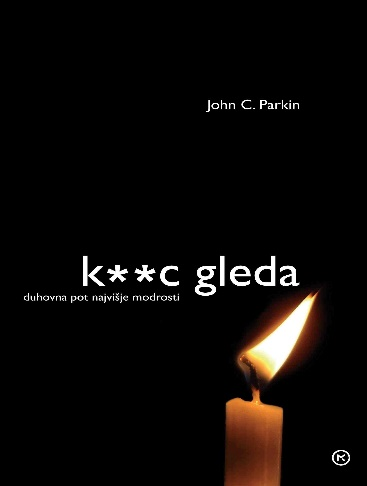 John C. Parkin
k**c gleda
duhovna pot najvišje modrosti